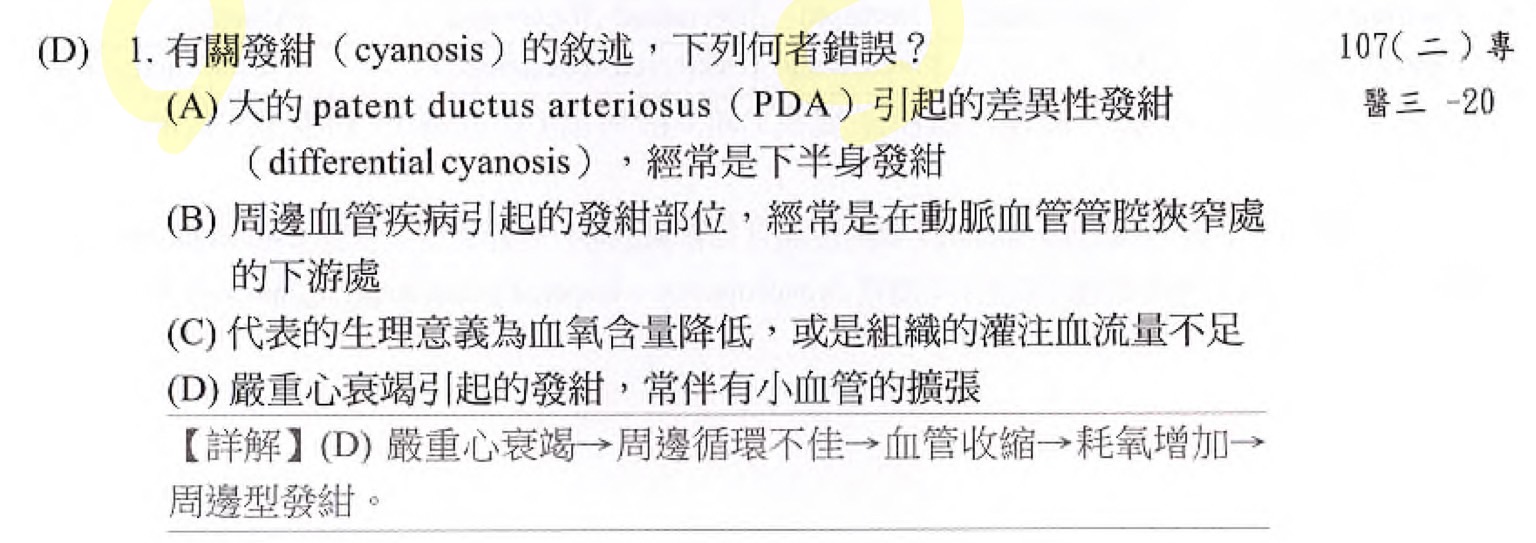 (D) 1. 有關發紺（cyanosis）的敘述，下列何者錯誤？ 107(二)專
(A) 大的 patent ductus arteriosus（PDA）引起的差異性發紺 醫三 -20
（differential cyanosis），經常是下半身發紺
(B) 周邊血管疾病引起的發紺部位，經常是在動脈血管管腔狹窄處
的下游處
(C) 代表的生理意義為血氧含量降低，或是組織的灌注血流量不足
(D) 嚴重心衰竭引起的發紺，常伴有小血管的擴張
【詳解】(D) 嚴重心衰竭→周邊循環不佳→血管收縮→耗氧增加→
周邊型發紺。